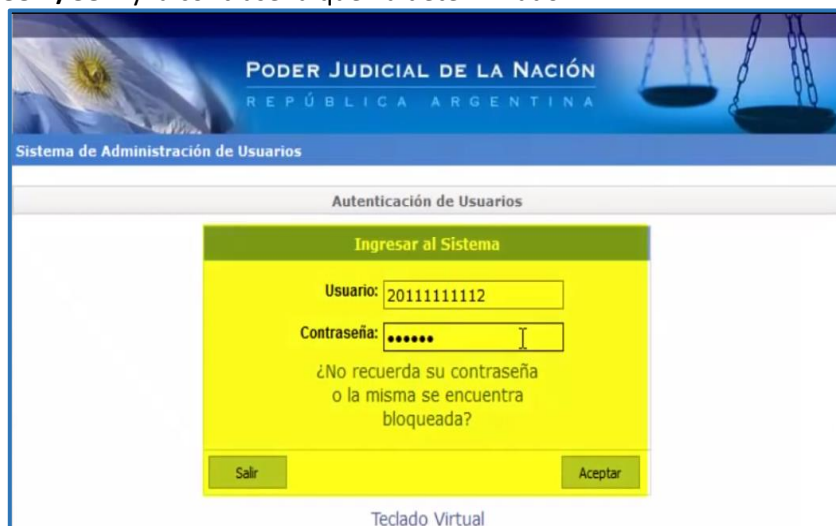 PODER JUDICIAL DE LA NACIÓN
REPÚBLICA ARGENTINA
Sistema de Administración de Usuarios
Autenticación de Usuarios
Ingresar al Sistema
Usuario: 20111111112
Contraseña: ••••••
¿No recuerda su contraseña
o la misma se encuentra
bloqueada?
Salir Aceptar
Teclado Virtual